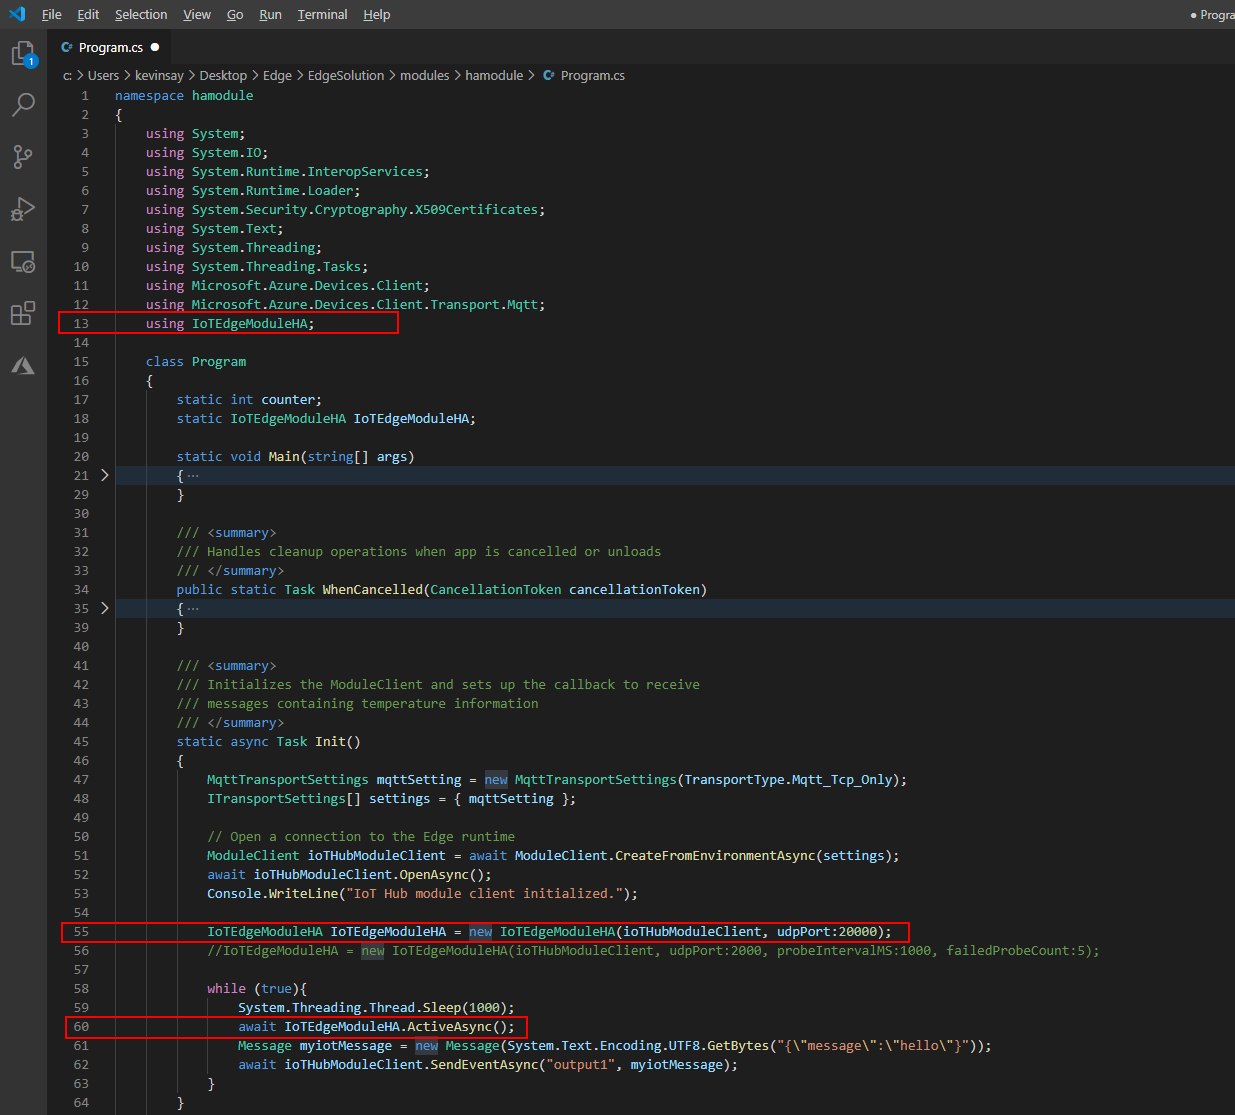 File Edit Selection View Go Run Terminal Help ● Progra
1
C# Program.cs ●
c: > Users > kevinsay > Desktop > Edge > EdgeSolution > modules > hamodule > C# Program.cs
1 namespace hamodule
2 {
3 using System;
4 using System.IO;
5 using System.Runtime.InteropServices;
6 using System.Runtime.Loader;
7 using System.Security.Cryptography.X509Certificates;
8 using System.Text;
9 using System.Threading;
10 using System.Threading.Tasks;
11 using Microsoft.Azure.Devices.Client;
12 using Microsoft.Azure.Devices.Client.Transport.Mqtt;
13 using IoTEdgeModuleHA;
14
15 class Program
16 {
17 static int counter;
18 static IoTEdgeModuleHA IoTEdgeModuleHA;
19
20 static void Main(string[] args)
21 > { ···
29 }
30
31 /// <summary>
32 /// Handles cleanup operations when app is cancelled or unloads
33 /// </summary>
34 public static Task WhenCancelled(CancellationToken cancellationToken)
35 > { ···
39 }
40
41 /// <summary>
42 /// Initializes the ModuleClient and sets up the callback to receive
43 /// messages containing temperature information
44 /// </summary>
45 static async Task Init()
46 {
47 MqttTransportSettings mqttSetting = new MqttTransportSettings(TransportType.Mqtt_Tcp_Only);
48 ITransportSettings[] settings = { mqttSetting };
49
50 // Open a connection to the Edge runtime
51 ModuleClient ioTHubModuleClient = await ModuleClient.CreateFromEnvironmentAsync(settings);
52 await ioTHubModuleClient.OpenAsync();
53 Console.WriteLine("IoT Hub module client initialized.");
54
55 IoTEdgeModuleHA IoTEdgeModuleHA = new IoTEdgeModuleHA(ioTHubModuleClient, udpPort:20000);
56 //IoTEdgeModuleHA = new IoTEdgeModuleHA(ioTHubModuleClient, udpPort:2000, probeIntervalMS:1000, failedProbeCount:5);
57
58 while (true){
59 System.Threading.Thread.Sleep(1000);
60 await IoTEdgeModuleHA.ActiveAsync();
61 Message myiotMessage = new Message(System.Text.Encoding.UTF8.GetBytes("{\"message\":\"hello\"}"));
62 await ioTHubModuleClient.SendEventAsync("output1", myiotMessage);
63 }
64 }